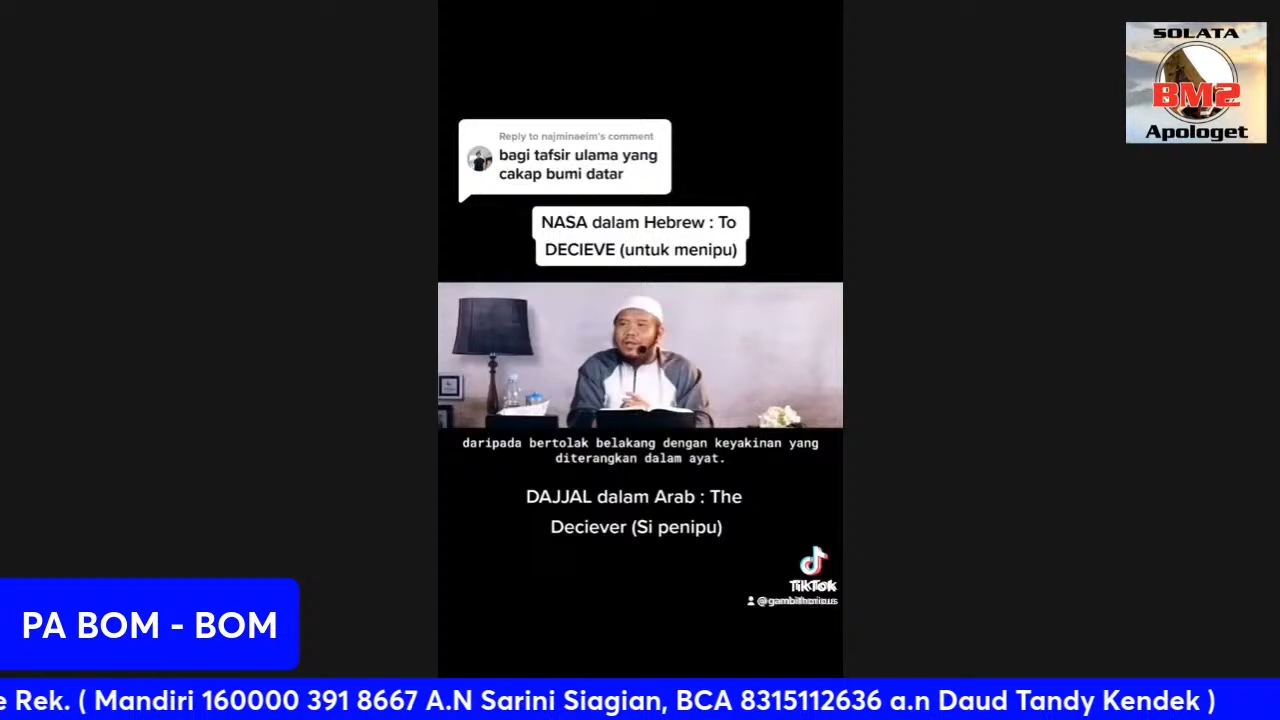 SOLATA
BM2
Apologet
Reply to najminaeim's comment
bagi tafsir ulama yang
cakap bumi datar
NASA dalam Hebrew : To
DECIEVE (untuk menipu)
daripada bertolak belakang dengan keyakinan yang
diterangkan dalam ayat.
DAJJAL dalam Arab : The
Deciever (Si penipu)
TikTok
PA BOM - BOM
e Rek. ( Mandiri 160000 391 8667 A.N Sarini Siagian, BCA 8315112636 a.n Daud Tandy Kendek )